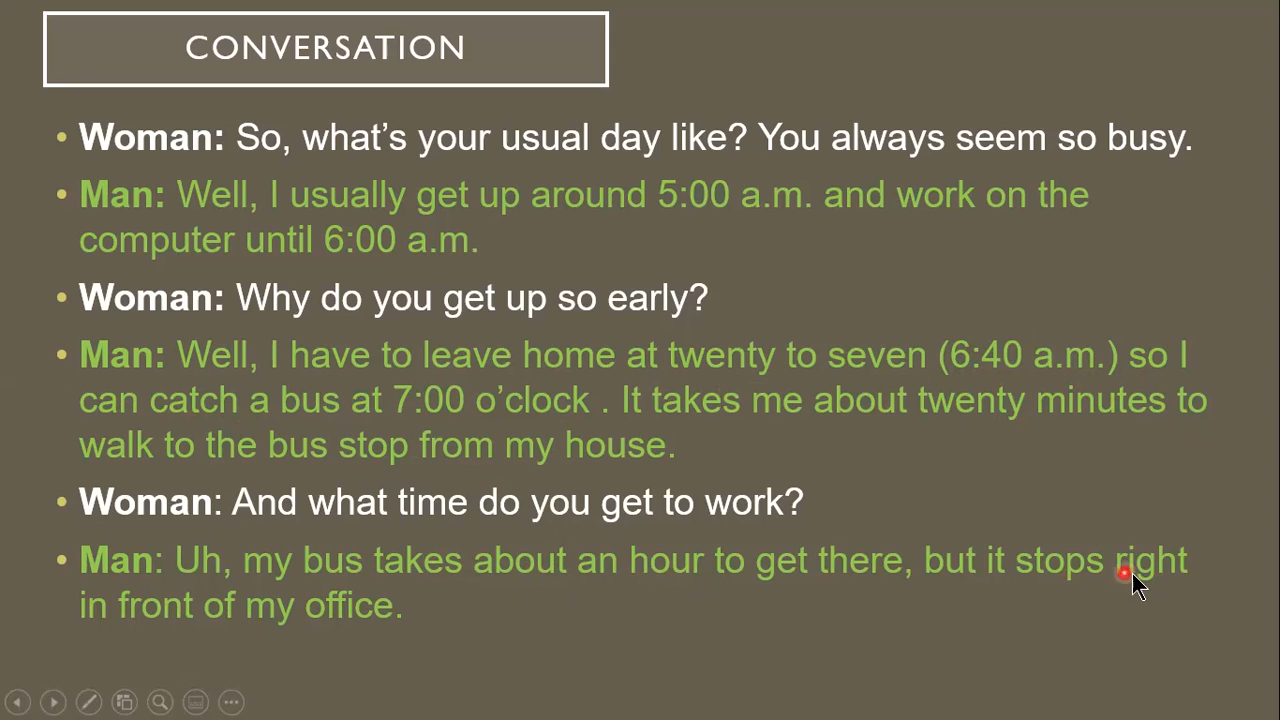 CONVERSATION
• Woman: So, what’s your usual day like? You always seem so busy.
• Man: Well, I usually get up around 5:00 a.m. and work on the
computer until 6:00 a.m.
• Woman: Why do you get up so early?
• Man: Well, I have to leave home at twenty to seven (6:40 a.m.) so I
can catch a bus at 7:00 o’clock . It takes me about twenty minutes to
walk to the bus stop from my house.
• Woman: And what time do you get to work?
• Man: Uh, my bus takes about an hour to get there, but it stops right
in front of my office.